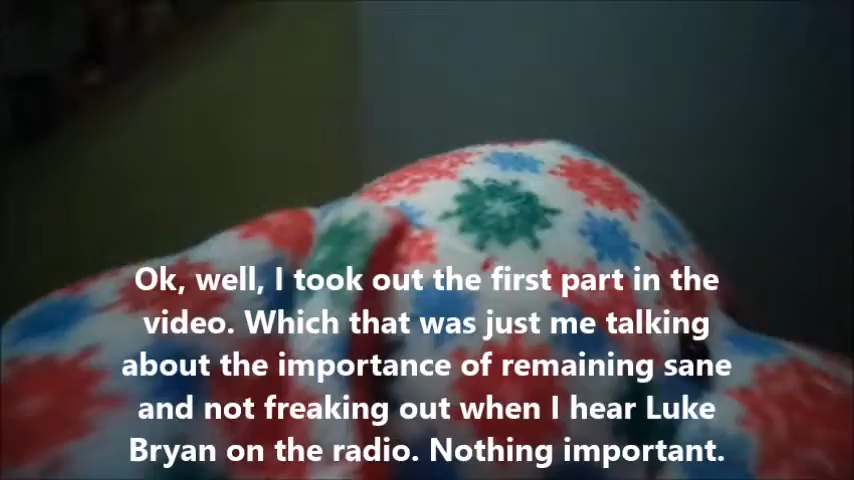 Ok, well, I took out the first part in the
video. Which that was just me talking
about the importance of remaining sane
and not freaking out when I hear Luke
Bryan on the radio. Nothing important.